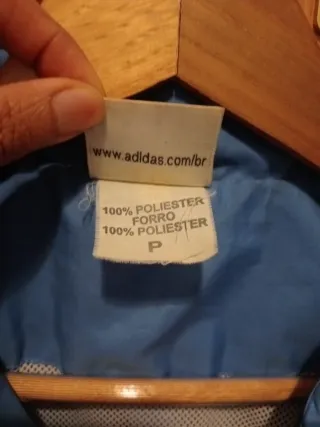 www.adidas.com/br
100% POLIESTER
FORRO
100% POLIESTER
P